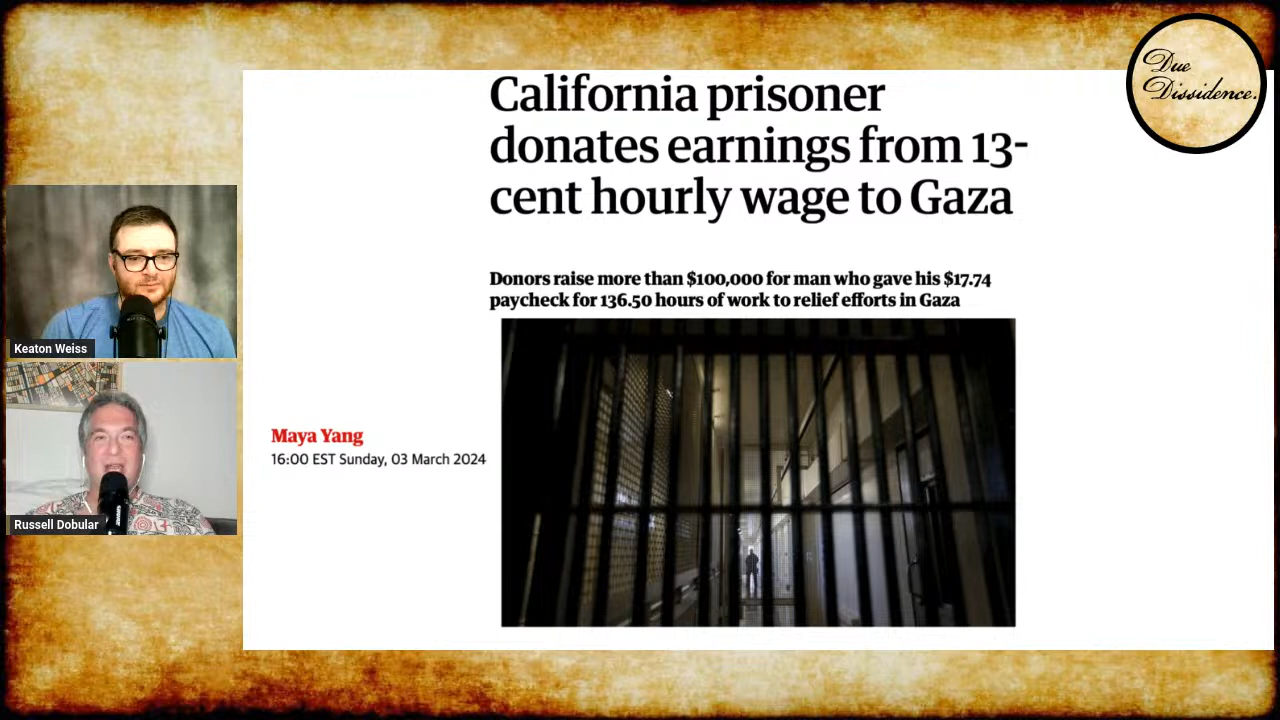 Due
Dissidence.
California prisoner
donates earnings from 13-
cent hourly wage to Gaza
Donors raise more than $100,000 for man who gave his $17.74
paycheck for 136.50 hours of work to relief efforts in Gaza
Keaton Weiss
Maya Yang
16:00 EST Sunday, 03 March 2024
Russell Dobular